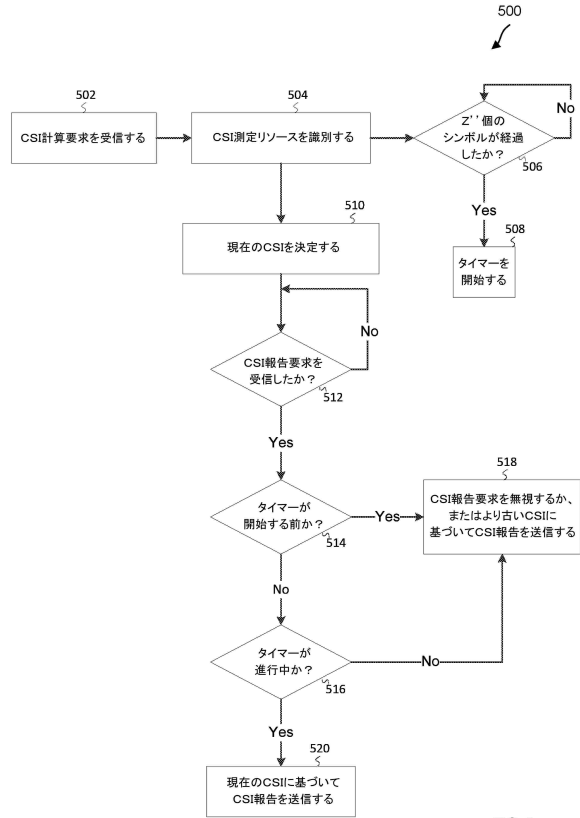 500
502
CSI計算要求を受信する
504
CSI測定リソースを識別する
Z''個の
シンボルが経過
したか？
506
No
Yes
508
タイマーを
開始する
510
現在のCSIを決定する
No
CSI報告要求を
受信したか？
512
Yes
タイマーが
開始する前か？
514
Yes
518
CSI報告要求を無視するか、
またはより古いCSIに
基づいてCSI報告を送信する
No
タイマーが
進行中か？
516
No
Yes
520
現在のCSIに基づいて
CSI報告を送信する